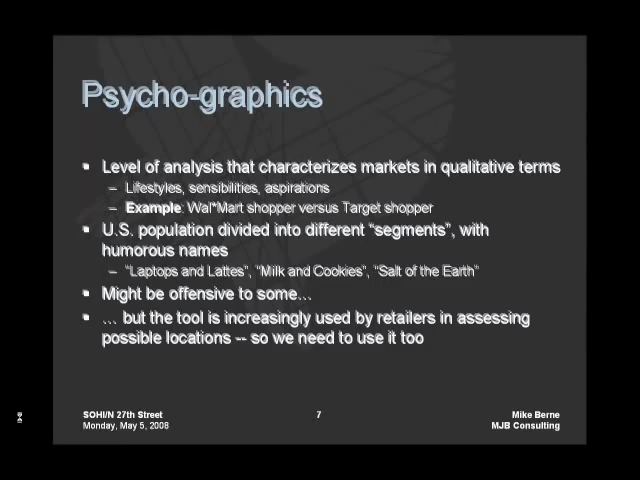 Psycho-graphics
▪ Level of analysis that characterizes markets in qualitative terms
– Lifestyles, sensibilities, aspirations
– Example: Wal*Mart shopper versus Target shopper
▪ U.S. population divided into different “segments”, with
humorous names
– “Laptops and Lattes”, “Milk and Cookies”, “Salt of the Earth”
▪ Might be offensive to some…
▪ … but the tool is increasingly used by retailers in assessing
possible locations -- so we need to use it too
SOHI/N 27th Street
Monday, May 5, 2008
7
Mike Berne
MJB Consulting